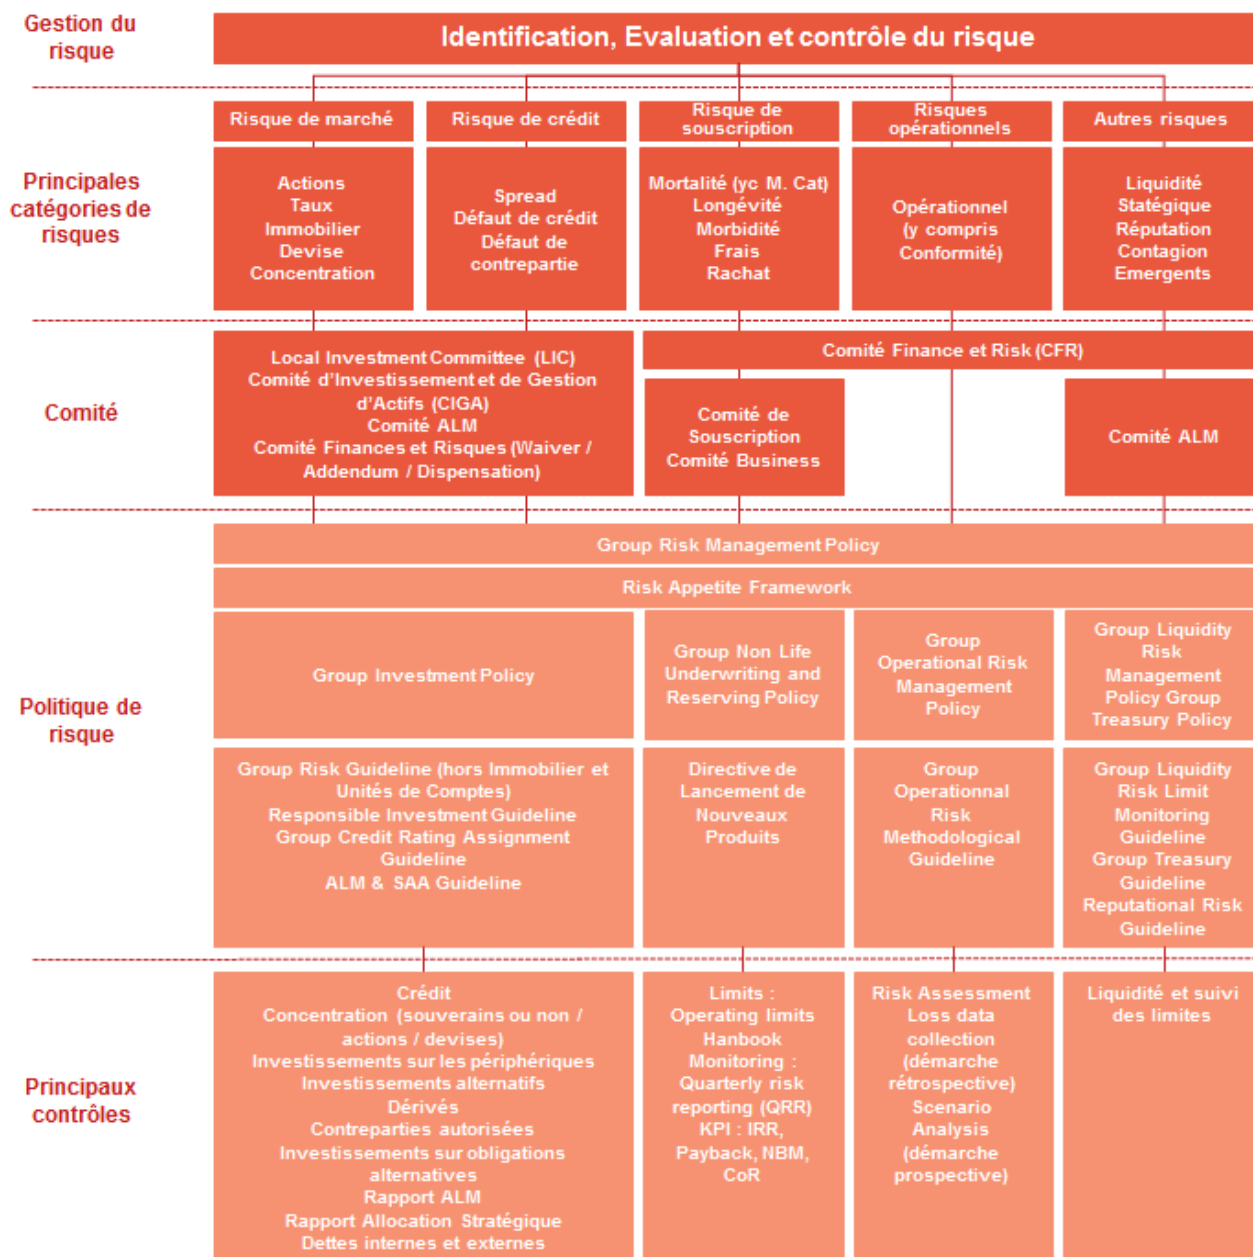 Gestion du
risque
Identification, Evaluation et contrôle du risque
Principales
catégories de
risques
Risque de marché
Risque de crédit
Risque de
souscription
Risques
opérationnels
Autres risques
Actions
Taux
Immobilier
Devise
Concentration
Spread
Défaut de crédit
Défaut de
contrepartie
Mortalité (yc M. Cat)
Longévité
Morbidité
Frais
Rachat
Opérationnel
(y compris
Conformité)
Liquidité
Statégique
Réputation
Contagion
Emergents
Comité
Local Investment Committee (LIC)
Comité d'Investissement et de Gestion
d'Actifs (CIGA)
Comité ALM
Comité Finances et Risques (Waiver /
Addendum / Dispensation)
Comité Finance et Risk (CFR)
Comité de
Souscription
Comité Business
Comité ALM
Politique de
risque
Group Risk Management Policy
Risk Appetite Framework
Group Investment Policy
Group Non Life
Underwriting and
Reserving Policy
Group
Operational Risk
Management
Policy
Group Liquidity
Risk
Management
Policy Group
Treasury Policy
Group Risk Guideline (hors Immobilier et
Unités de Comptes)
Responsible Investment Guideline
Group Credit Rating Assignment
Guideline
ALM & SAA Guideline
Directive de
Lancement de
Nouveaux
Produits
Group
Operationnal
Risk
Methodological
Guideline
Group Liquidity
Risk Limit
Monitoring
Guideline
Group Treasury
Guideline
Reputational Risk
Guideline
Principaux
contrôles
Crédit
Concentration (souverains ou non /
actions / devises)
Investissements sur les périphériques
Investissements alternatifs
Dérivés
Contreparties autorisées
Investissements sur obligations
alternatives
Rapport ALM
Rapport Allocation Stratégique
Dettes internes et externes
Limits :
Operating limits
Hanbook
Monitoring :
Quarterly risk
reporting (QRR)
KPI : IRR,
Payback, NBM,
CoR
Risk Assessment
Loss data
collection
(démarche
rétrospective)
Scenario
Analysis
(démarche
prospective)
Liquidité et suivi
des limites